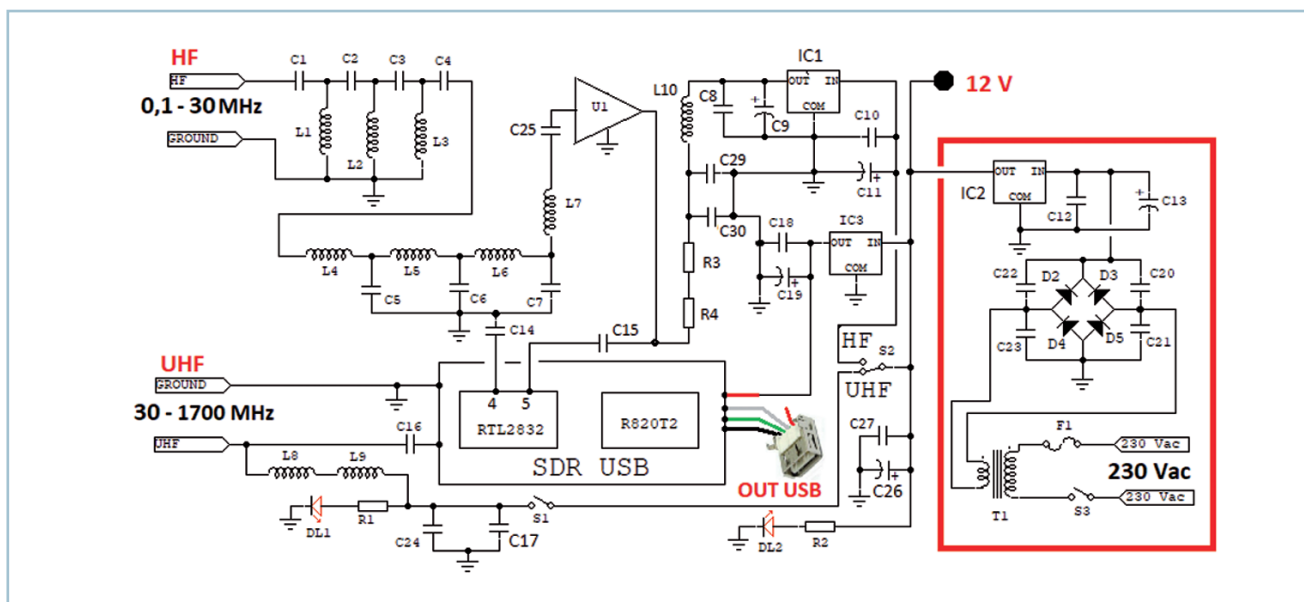 HF
HF
0,1 - 30 MHz
GROUND
C1
C2
C3
C4
L1
L2
L3
C25
U1
L7
L4
L5
L6
C5
C6
C7
C14
C15
L10
C8
C9
IC1
OUT IN
COM
C10
C11
C29
C30
C18
C19
IC3
OUT IN
COM
R3
R4
12 V
IC2
OUT IN
COM
C12
C13
C22
D2
D3
C20
C23
D4
D5
C21
F1
230 Vac
230 Vac
230 Vac
S3
T1
HF
S2
UHF
UHF
GROUND
30 - 1700 MHz
UHF
C16
L8
L9
4 5
RTL2832
R820T2
SDR USB
OUT USB
C27
C26
DL1
R1
C24
C17
S1
DL2
R2